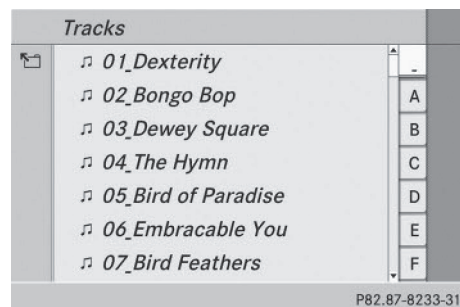 Tracks
01_Dexterity
_
02_Bongo Bop
A
03_Dewey Square
B
04_The Hymn
C
05_Bird of Paradise
D
06_Embracable You
E
07_Bird Feathers
F
P82.87-8233-31